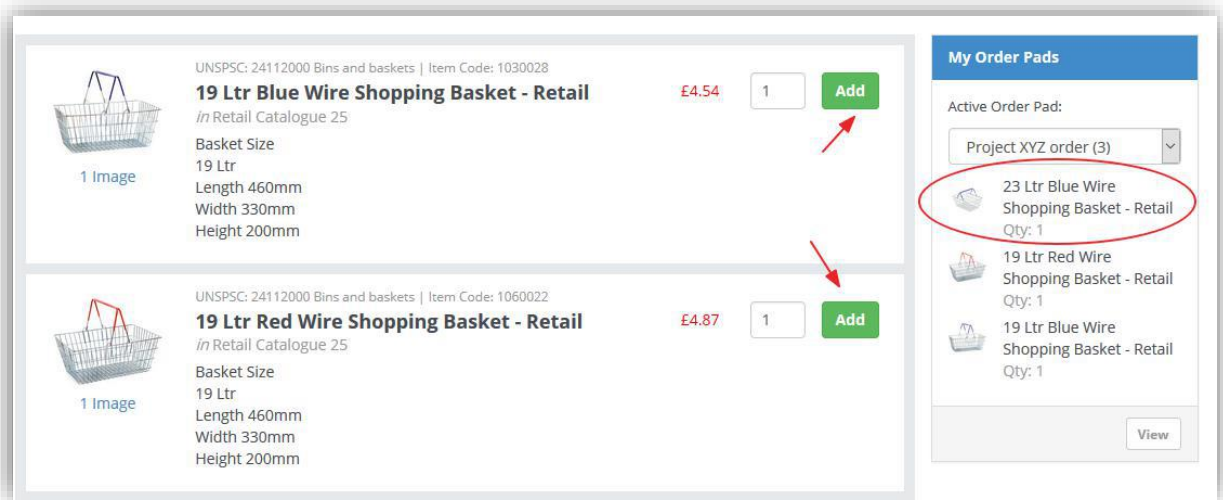 UNSPSC: 24112000 Bins and baskets | Item Code: 1030028
19 Ltr Blue Wire Shopping Basket - Retail
£4.54
1
Add
in Retail Catalogue 25
Basket Size
19 Ltr
Length 460mm
Width 330mm
Height 200mm
1 Image
UNSPSC: 24112000 Bins and baskets | Item Code: 1060022
19 Ltr Red Wire Shopping Basket - Retail
£4.87
1
Add
in Retail Catalogue 25
Basket Size
19 Ltr
Length 460mm
Width 330mm
Height 200mm
1 Image
My Order Pads
Active Order Pad:
Project XYZ order (3)
23 Ltr Blue Wire
Shopping Basket - Retail
Qty: 1
19 Ltr Red Wire
Shopping Basket - Retail
Qty: 1
19 Ltr Blue Wire
Shopping Basket - Retail
Qty: 1
View